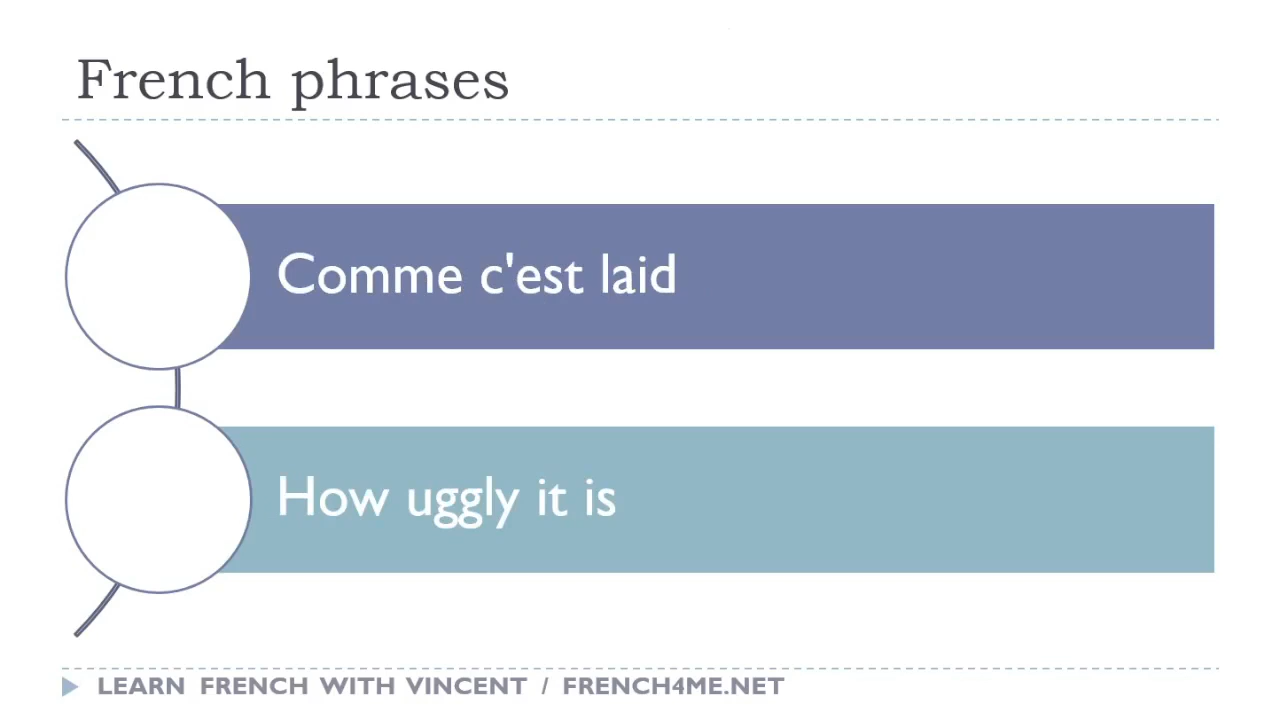 French phrases
Comme c'est laid
How uggly it is
LEARN FRENCH WITH VINCENT / FRENCH4ME.NET